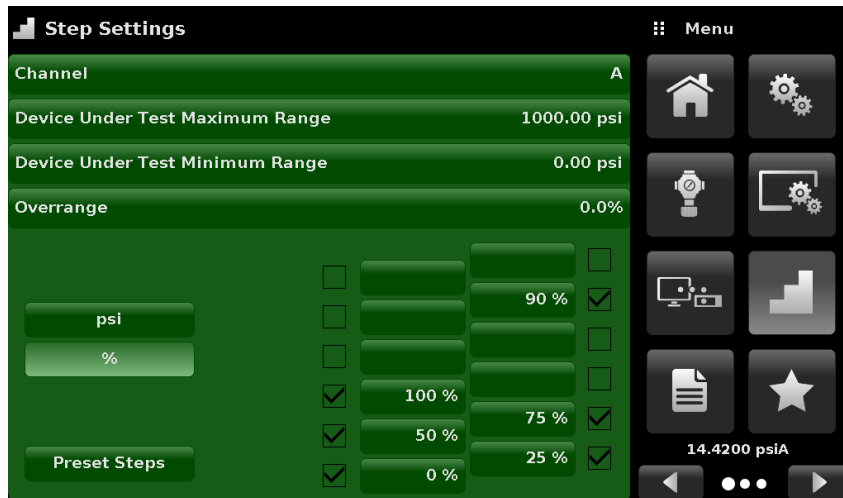 Step Settings
Menu
Channel A
Device Under Test Maximum Range 1000.00 psi
Device Under Test Minimum Range 0.00 psi
Overrange 0.0%
90 %
psi
%
100 %
75 %
50 %
25 %
Preset Steps
0 %
14.4200 psiA